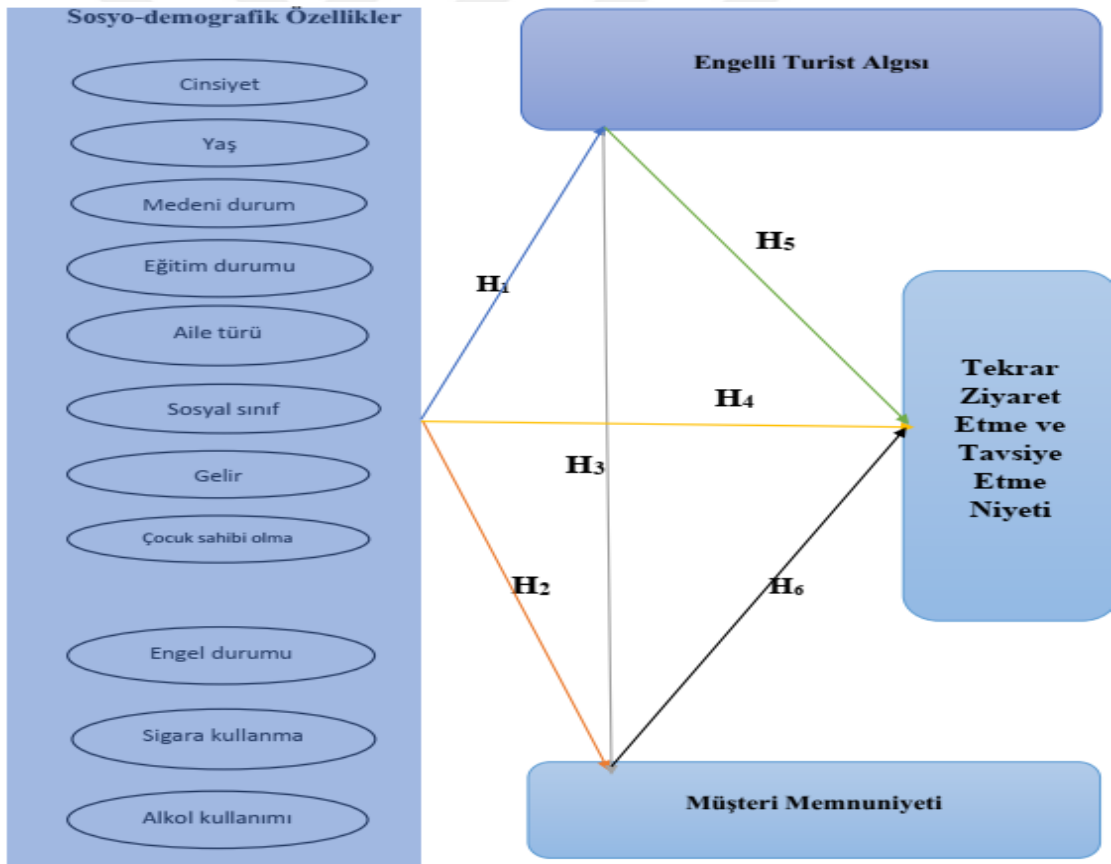 Sosyo-demografik Özellikler
Cinsiyet
Yaş
Medeni durum
Eğitim durumu
Aile türü
Sosyal sınıf
Gelir
Çocuk sahibi olma
Engel durumu
Sigara kullanma
Alkol kullanımı
Engelli Turist Algısı
H₁
H₅
H₄
H₃
H₂
H₆
Tekrar
Ziyaret
Etme ve
Tavsiye
Etme
Niyeti
Müşteri Memnuniyeti